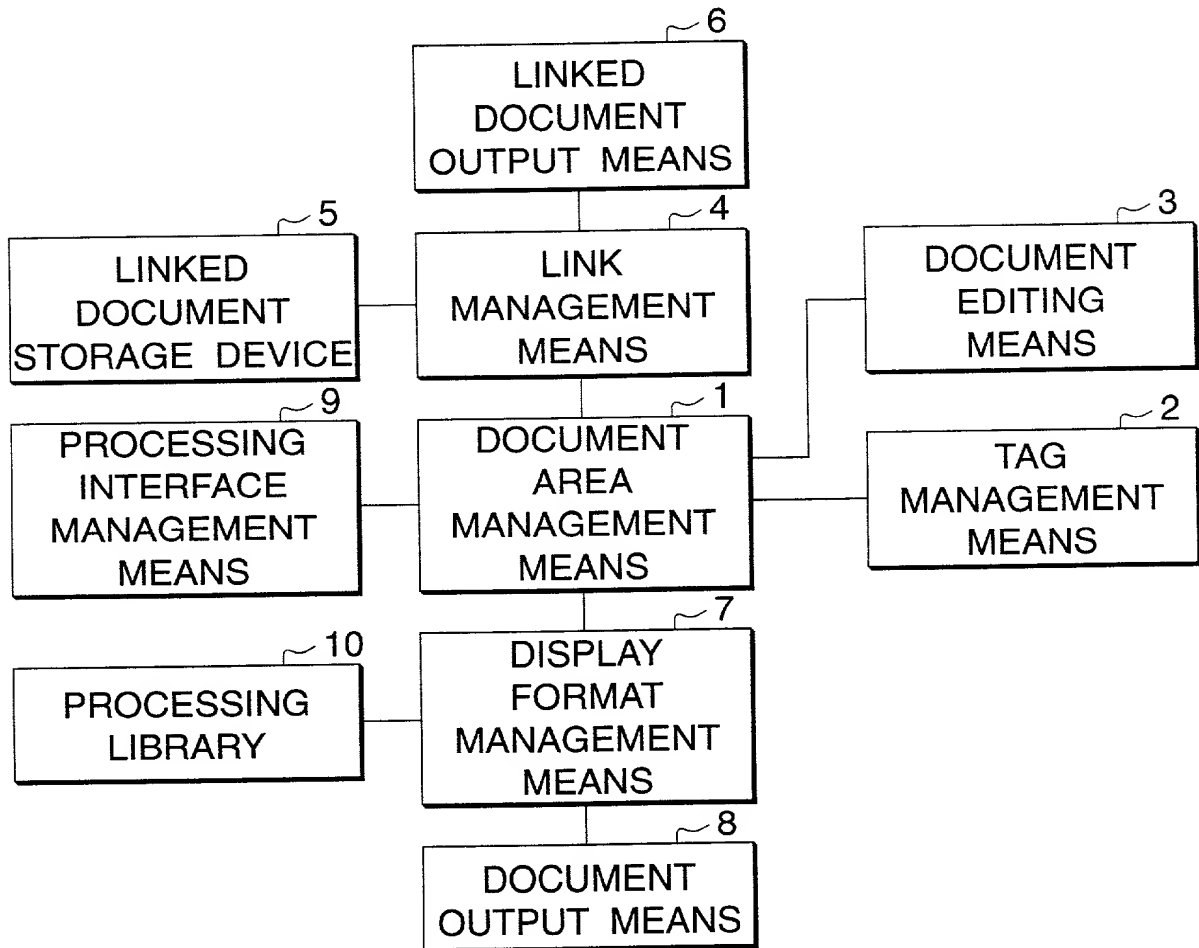 6
LINKED
DOCUMENT
OUTPUT MEANS
5
LINKED
DOCUMENT
STORAGE DEVICE
4
LINK
MANAGEMENT
MEANS
3
DOCUMENT
EDITING
MEANS
9
PROCESSING
INTERFACE
MANAGEMENT
MEANS
1
DOCUMENT
AREA
MANAGEMENT
MEANS
2
TAG
MANAGEMENT
MEANS
10
PROCESSING
LIBRARY
7
DISPLAY
FORMAT
MANAGEMENT
MEANS
8
DOCUMENT
OUTPUT MEANS